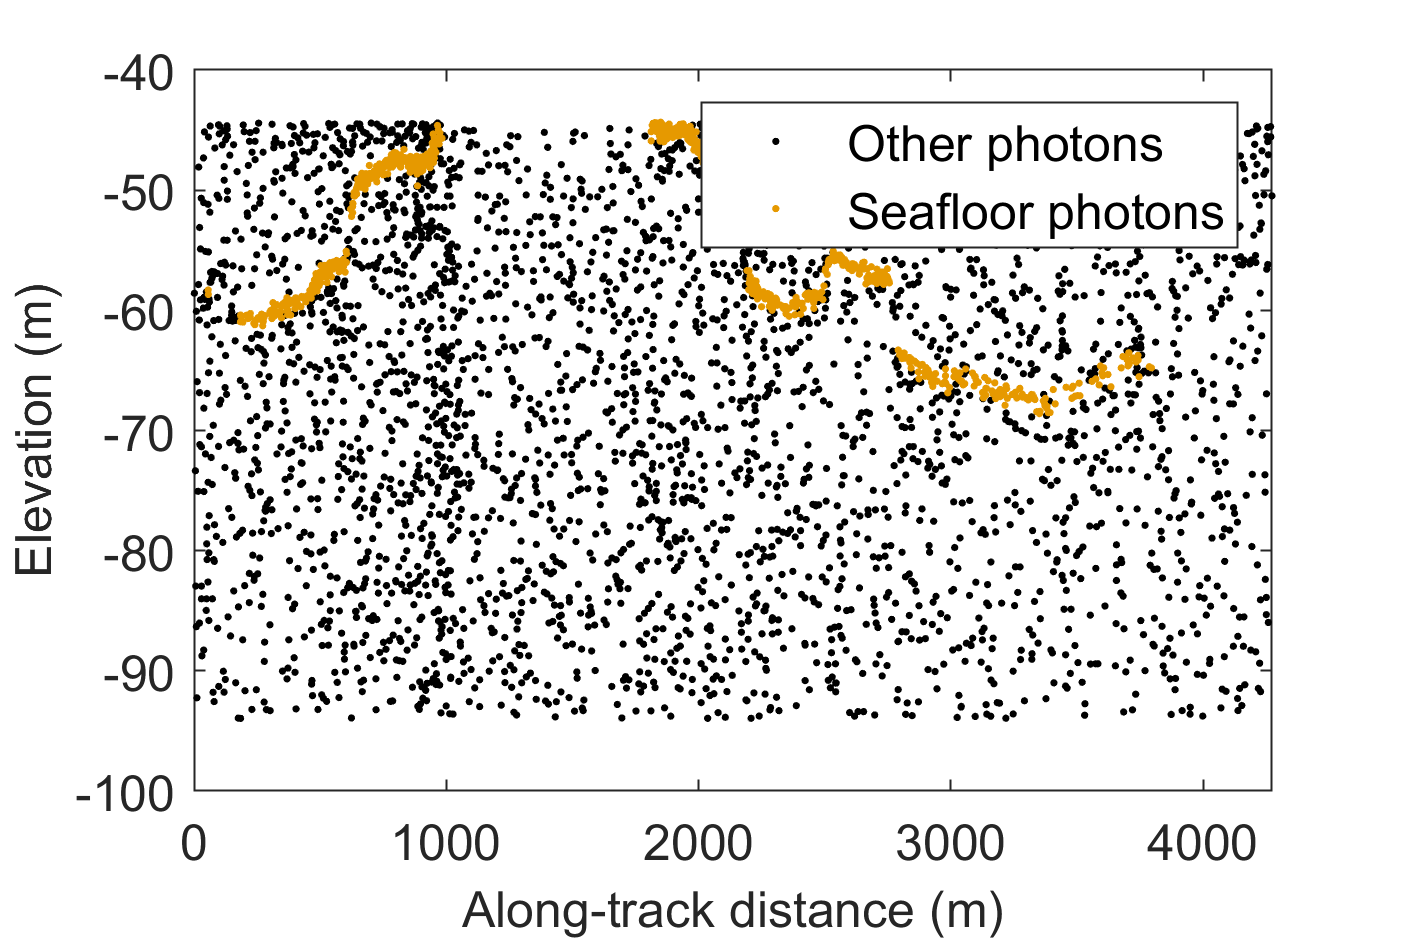 -40
-50
-60
-70
-80
-90
-100
Elevation (m)
Other photons
Seafloor photons
0 1000 2000 3000 4000
Along-track distance (m)